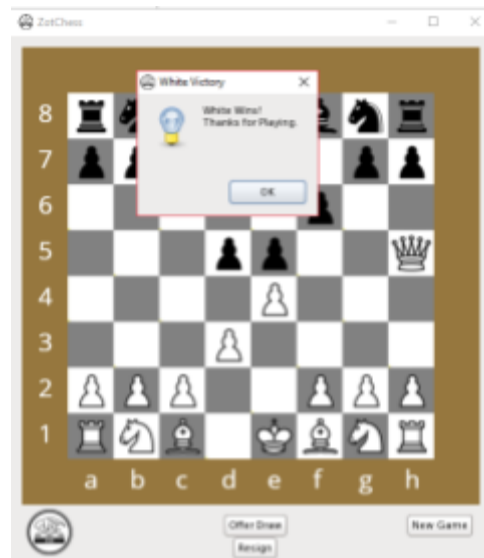 ZotChess
White Victory
White Wins!
Thanks for Playing.
OK
8
7
6
5
4
3
2
1
a b c d e f g h
Offer Draw
New Game
Resign